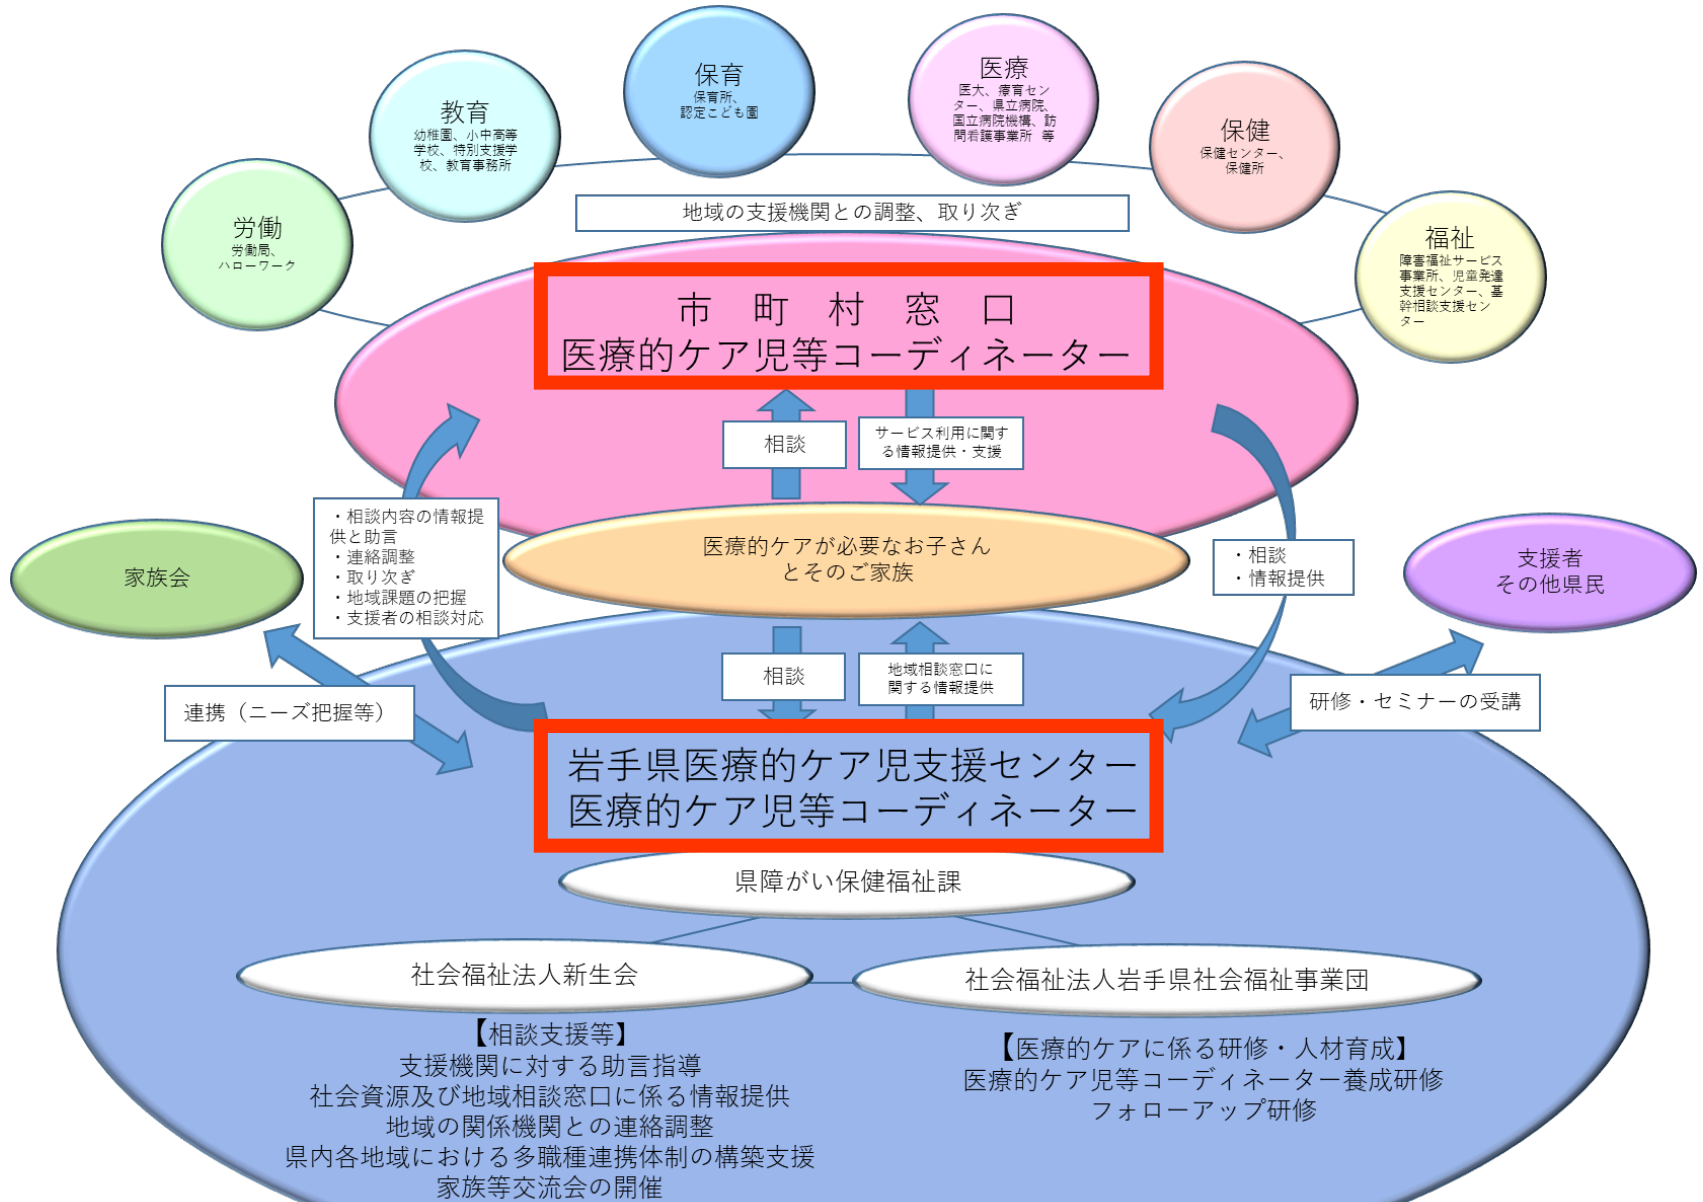 保育
保育所、
認定こども園
医療
医大、療育セン
ター、県立病院、
国立病院機構、訪
問看護事業所 等
教育
幼稚園、小中高等
学校、特別支援学
校、教育事務所
保健
保健センター、
保健所
労働
労働局、
ハローワーク
福祉
障害福祉サービス
事業所、児童発達
支援センター、基
幹相談支援セン
ター
地域の支援機関との調整、取り次ぎ
市 町 村 窓 口
医療的ケア児等コーディネーター
相談
サービス利用に関す
る情報提供・支援
・相談内容の情報提
供と助言
・連絡調整
・取り次ぎ
・地域課題の把握
・支援者の相談対応
医療的ケアが必要なお子さん
とそのご家族
・相談
・情報提供
家族会
支援者
その他県民
相談
地域相談窓口に
関する情報提供
連携（ニーズ把握等）
研修・セミナーの受講
岩手県医療的ケア児支援センター
医療的ケア児等コーディネーター
県障がい保健福祉課
社会福祉法人新生会
社会福祉法人岩手県社会福祉事業団
【相談支援等】
支援機関に対する助言指導
社会資源及び地域相談窓口に係る情報提供
地域の関係機関との連絡調整
県内各地域における多職種連携体制の構築支援
家族等交流会の開催
【医療的ケアに係る研修・人材育成】
医療的ケア児等コーディネーター養成研修
フォローアップ研修